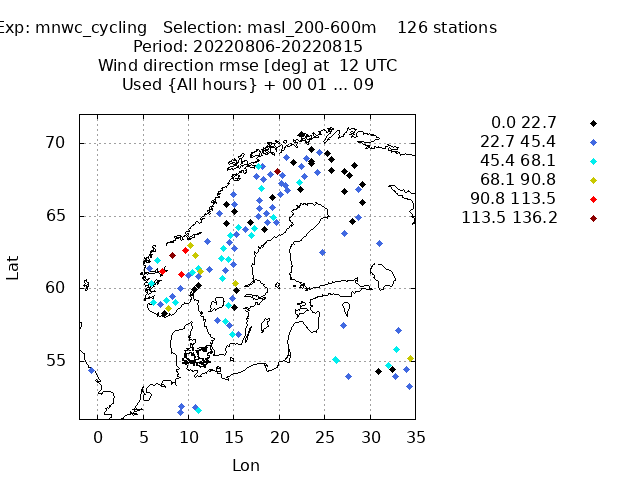 Exp: mnwc_cycling   Selection: masl_200-600m    126 stations
Period: 20220806-20220815
Wind direction rmse [deg] at  12 UTC
Used {All hours} + 00 01 ... 09
0.0 22.7
22.7 45.4
45.4 68.1
68.1 90.8
90.8 113.5
113.5 136.2
70
65
60
55
Lat
0 5 10 15 20 25 30 35
Lon